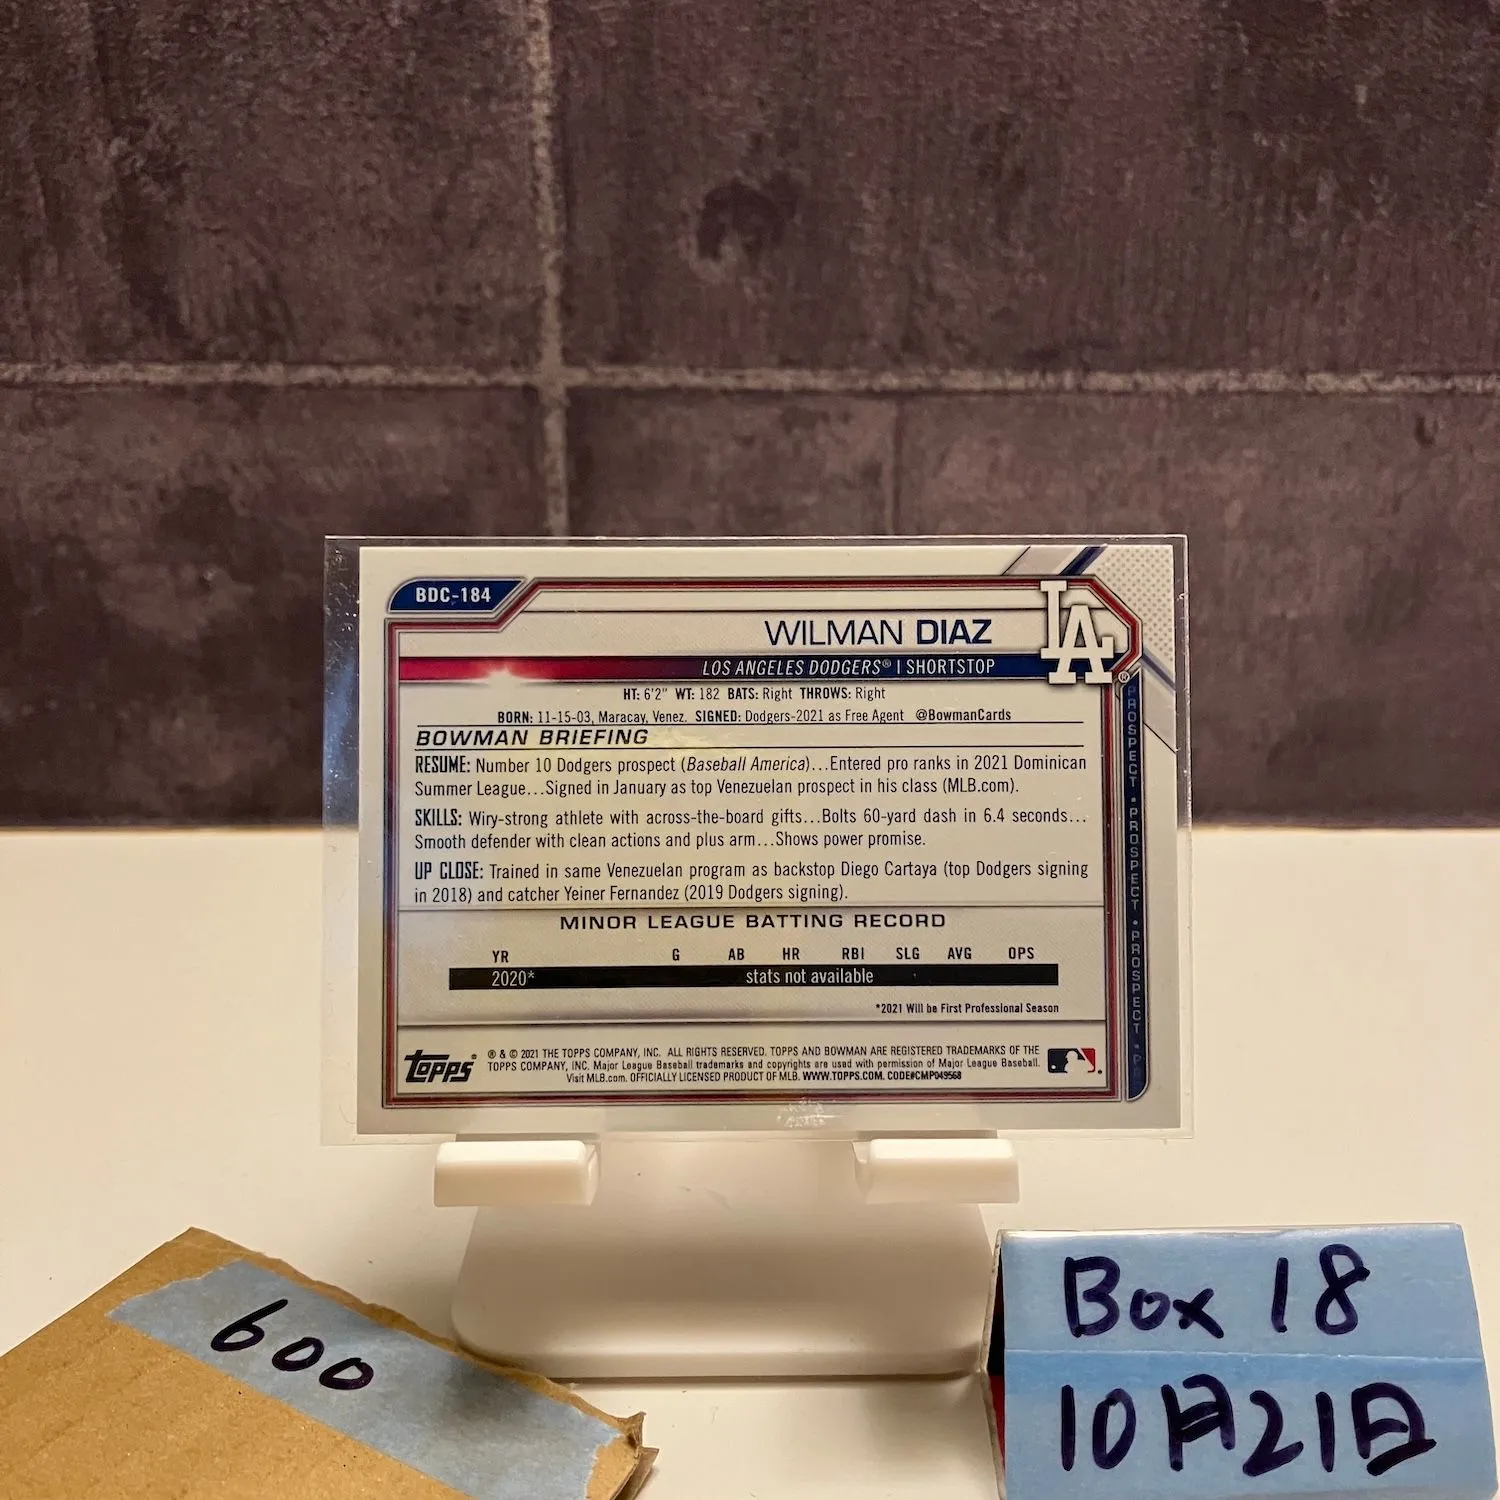 BDC-184
WILMAN DIAZ
LA
LOS ANGELES DODGERS® | SHORTSTOP
HT: 6'2" WT: 182 BATS: Right THROWS: Right
BORN: 11-15-03, Maracay, Venez. SIGNED: Dodgers-2021 as Free Agent @BowmanCards
BOWMAN BRIEFING
RESUME: Number 10 Dodgers prospect (Baseball America)...Entered pro ranks in 2021 Dominican
Summer League...Signed in January as top Venezuelan prospect in his class (MLB.com).
SKILLS: Wiry-strong athlete with across-the-board gifts...Bolts 60-yard dash in 6.4 seconds...
Smooth defender with clean actions and plus arm...Shows power promise.
UP CLOSE: Trained in same Venezuelan program as backstop Diego Cartaya (top Dodgers signing
in 2018) and catcher Yeiner Fernandez (2019 Dodgers signing).
MINOR LEAGUE BATTING RECORD
YR G AB HR RBI SLG AVG OPS
2020* stats not available
*2021 Will be First Professional Season
Topps
® & © 2021 THE TOPPS COMPANY, INC. ALL RIGHTS RESERVED. TOPPS AND BOWMAN ARE REGISTERED TRADEMARKS OF THE
TOPPS COMPANY, INC. Major League Baseball trademarks and copyrights are used with permission of Major League Baseball.
Visit MLB.com. OFFICIALLY LICENSED PRODUCT OF MLB. WWW.TOPPS.COM. CODE#CMP049568
PROSPECT • PROSPECT • PROSPECT • PR
600
Box 18
10月21日